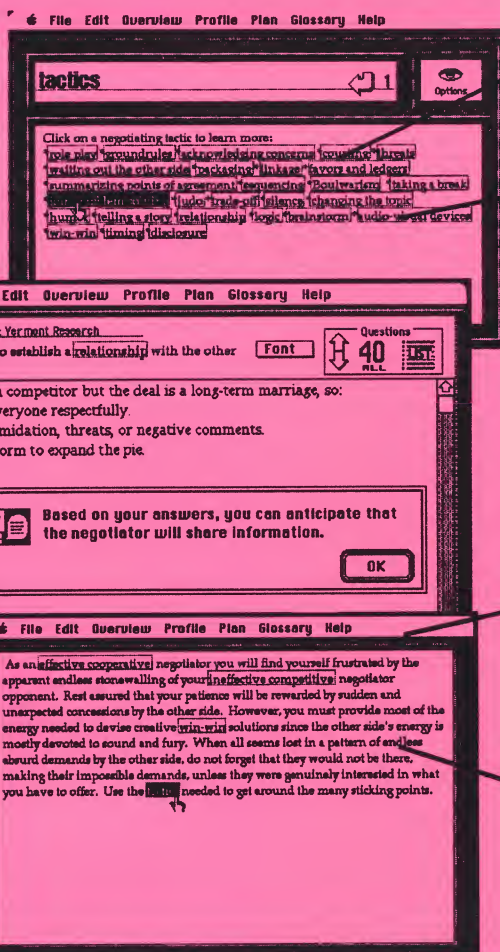 File Edit Overview Profile Plan Glossary Help
tactics
1
Options
Click on a negotiating tactic to learn more:
*role play *groundrules *acknowledging concerns *coupling *threats
*waiting out the other side *packaging *linkage *favors and ledgers
*summarizing points of agreement *sequencing *Boulwarism *taking a break
*judo *trade-off *silence *changing the topic
*telling a story *relationship *logic *brainstorm *audio-visual devices
*win-win *timing *disclosure
Edit Overview Profile Plan Glossary Help
Vermont Research
o establish a relationship with the other
Font
Questions
40
ALL
LIST
competitor but the deal is a long-term marriage, so:
veryone respectfully.
midation, threats, or negative comments.
orm to expand the pie.
Based on your answers, you can anticipate that
the negotiator will share information.
OK
File Edit Overview Profile Plan Glossary Help
As an effective cooperative negotiator you will find yourself frustrated by the
apparent endless stonewalling of your ineffective competitive negotiator
opponent. Rest assured that your patience will be rewarded by sudden and
unexpected concessions by the other side. However, you must provide most of the
energy needed to devise creative win-win solutions since the other side's energy is
mostly devoted to sound and fury. When all seems lost in a pattern of endless
absurd demands by the other side, do not forget that they would not be there,
making their impossible demands, unless they were genuinely interested in what
you have to offer. Use the needed to get around the many sticking points.